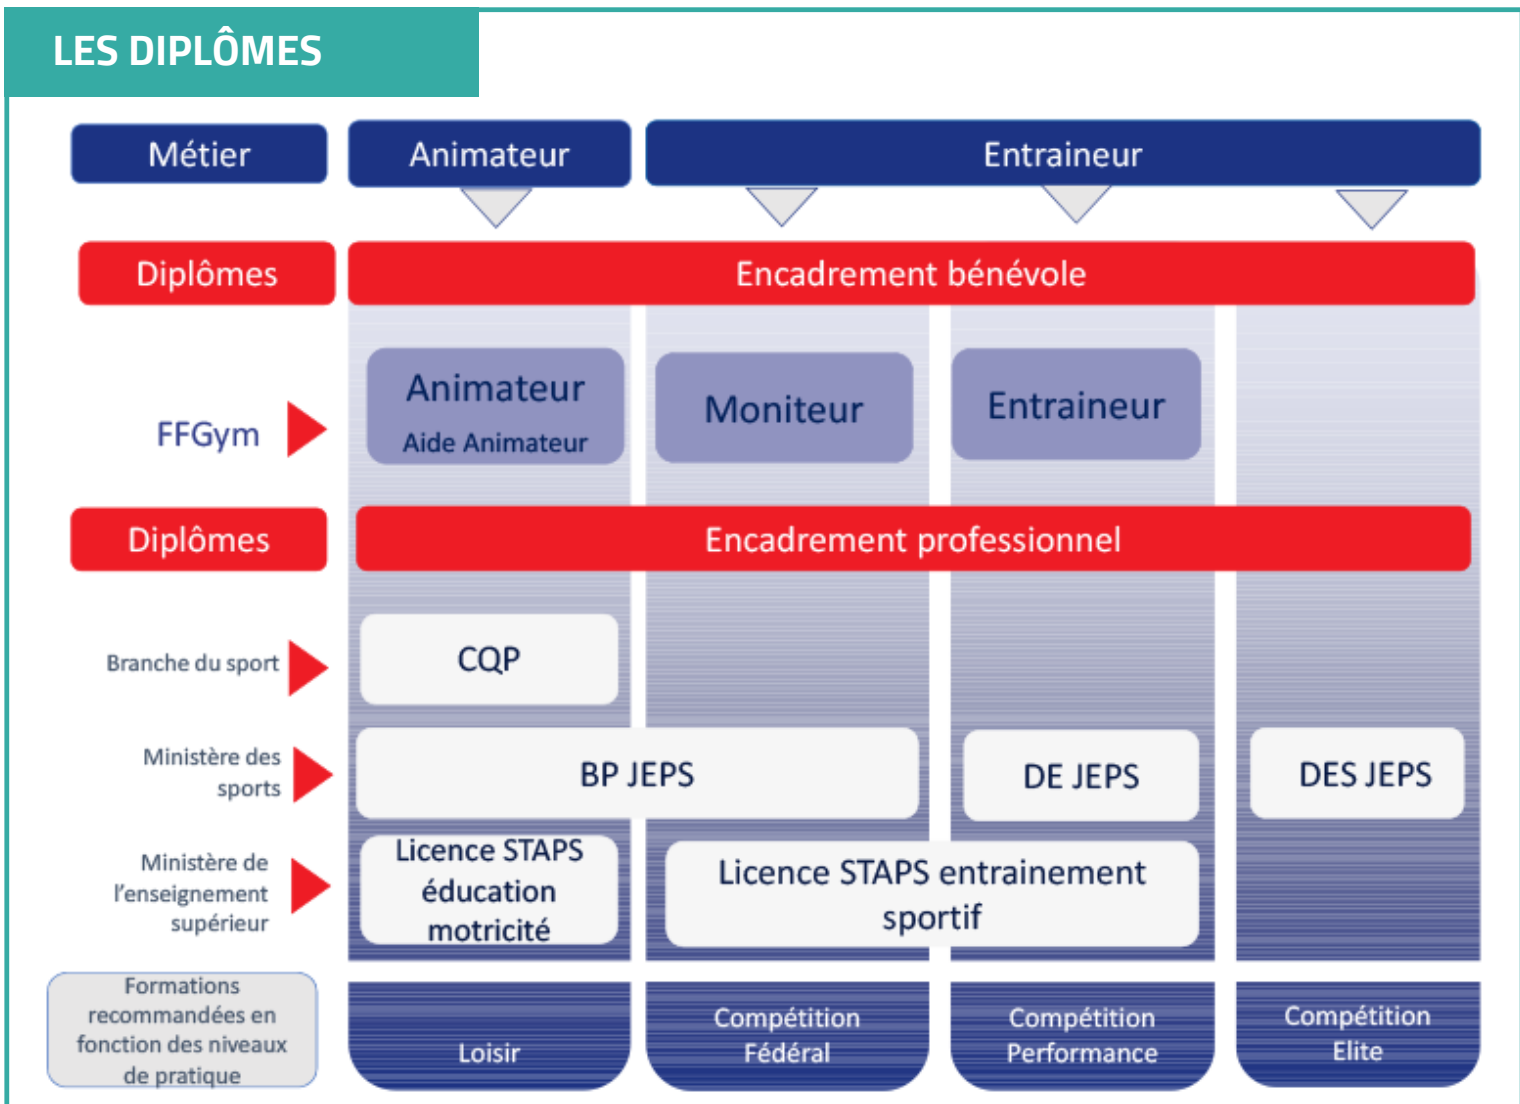 LES DIPLÔMES
Métier
Animateur
Entraineur
Diplômes
Encadrement bénévole
FFGym
Animateur
Aide Animateur
Moniteur
Entraineur
Diplômes
Encadrement professionnel
Branche du sport
CQP
Ministère des
sports
BP JEPS
DE JEPS
DES JEPS
Ministère de
l'enseignement
supérieur
Licence STAPS
éducation
motricité
Licence STAPS entrainement
sportif
Formations
recommandées en
fonction des niveaux
de pratique
Loisir
Compétition
Fédéral
Compétition
Performance
Compétition
Elite